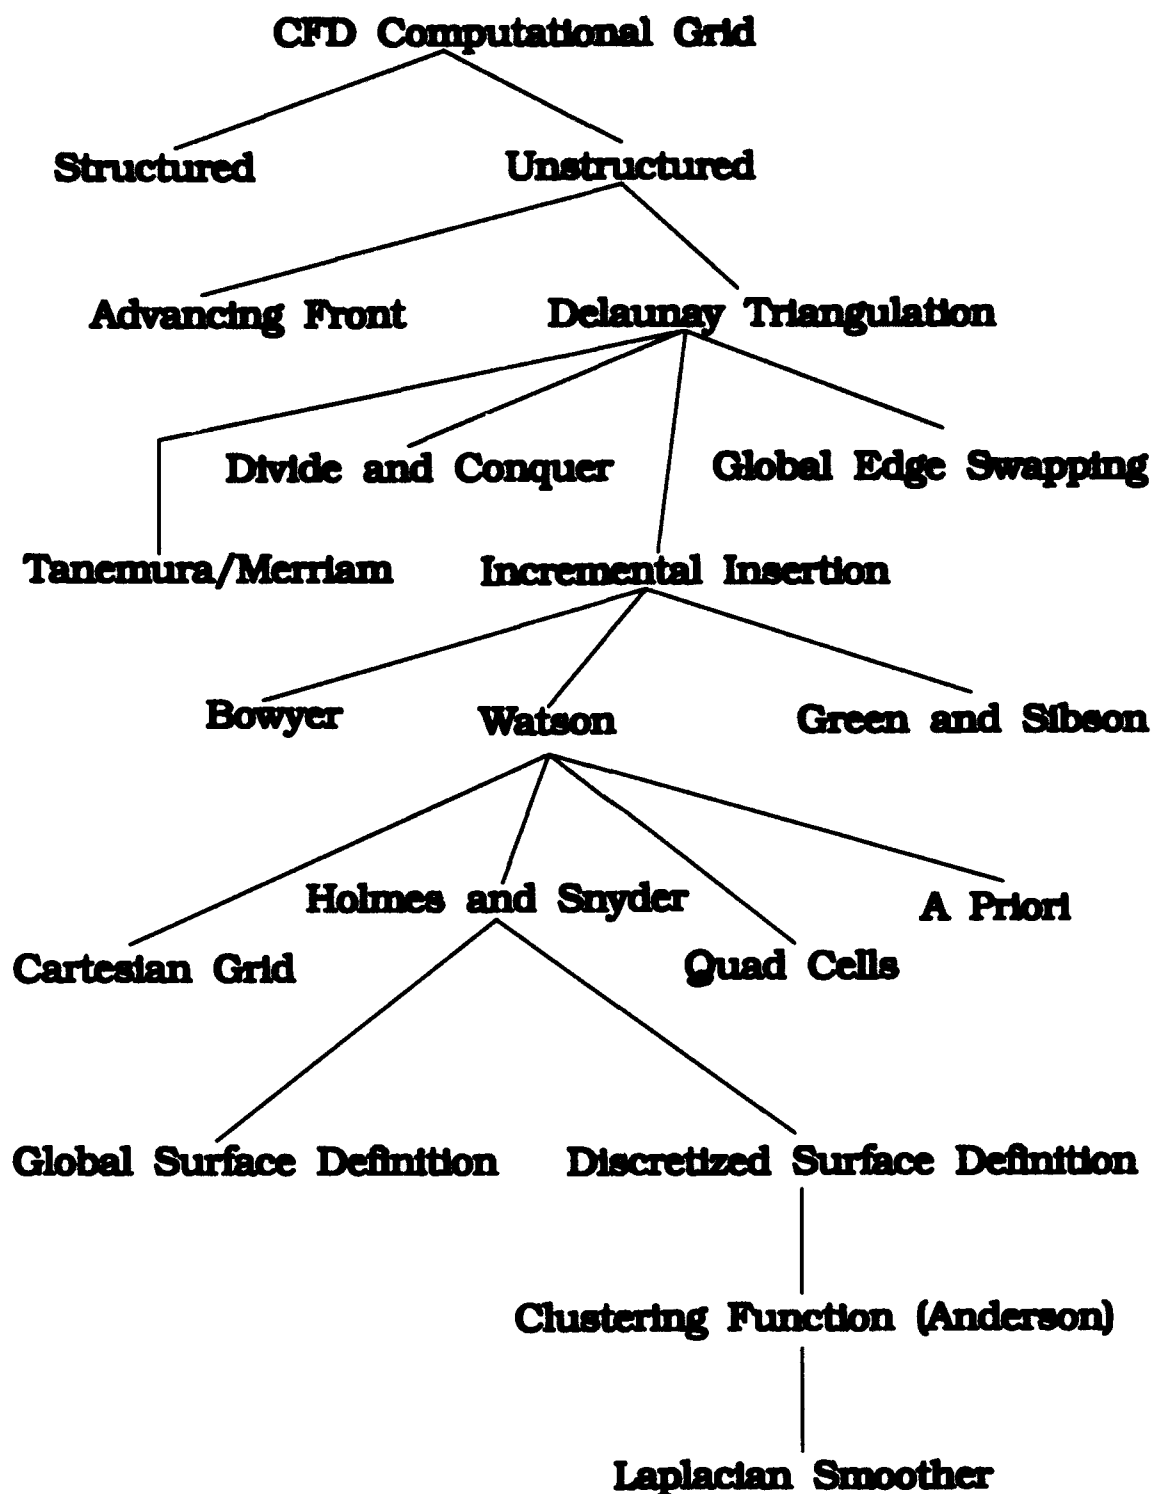 CFD Computational Grid
Structured
Unstructured
Advancing Front
Delaunay Triangulation
Divide and Conquer
Global Edge Swapping
Tanemura/Merriam
Incremental Insertion
Bowyer
Watson
Green and Sibson
Holmes and Snyder
A Priori
Cartesian Grid
Quad Cells
Global Surface Definition
Discretized Surface Definition
Clustering Function (Anderson)
Laplacian Smoother